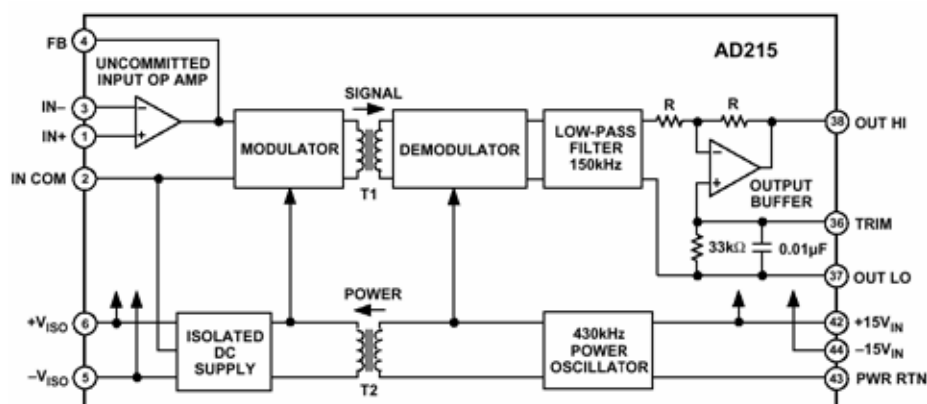 FB
4
UNCOMMITTED
INPUT OP AMP
AD215
IN–
3
–
IN+
1
+
IN COM
2
MODULATOR
SIGNAL
T1
DEMODULATOR
LOW-PASS
FILTER
150kHz
R
R
–
+
OUTPUT
BUFFER
38
OUT HI
36
TRIM
33kΩ
0.01µF
37
OUT LO
+VISO
6
–VISO
5
ISOLATED
DC
SUPPLY
POWER
T2
430kHz
POWER
OSCILLATOR
42
+15VIN
44
–15VIN
43
PWR RTN